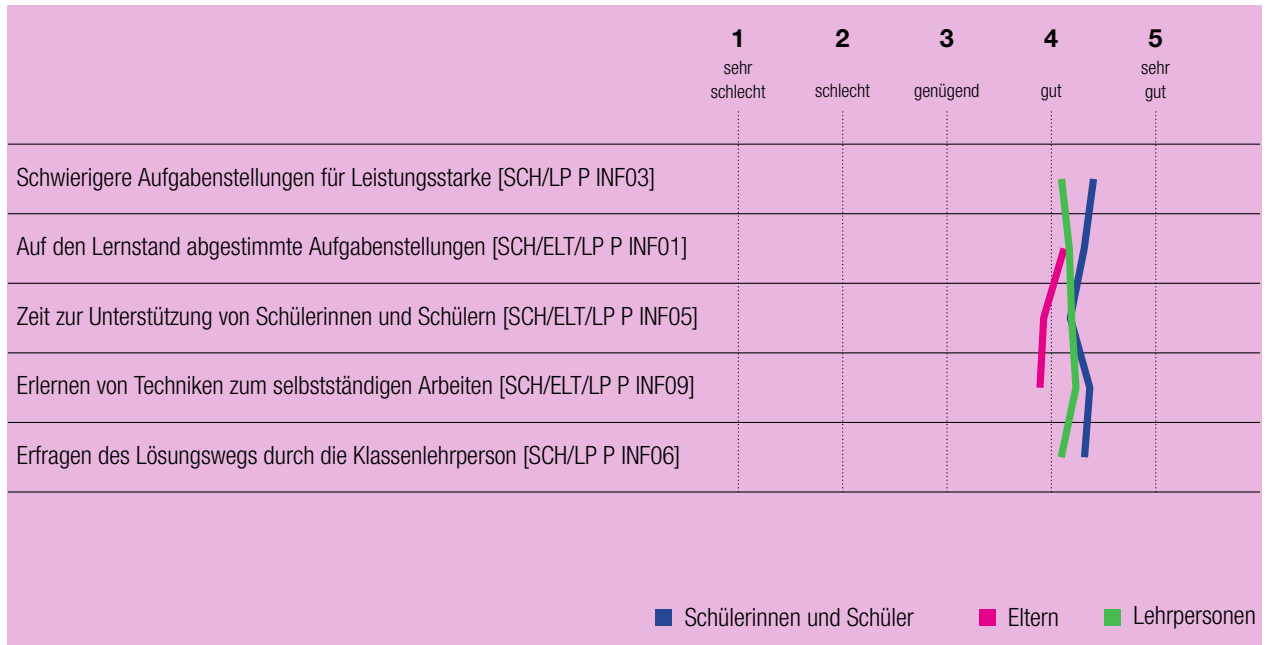 1 2 3 4 5
sehr schlecht schlecht genügend gut sehr gut
Schwierigere Aufgabenstellungen für Leistungsstarke [SCH/LP P INF03]
Auf den Lernstand abgestimmte Aufgabenstellungen [SCH/ELT/LP P INF01]
Zeit zur Unterstützung von Schülerinnen und Schülern [SCH/ELT/LP P INF05]
Erlernen von Techniken zum selbstständigen Arbeiten [SCH/ELT/LP P INF09]
Erfragen des Lösungswegs durch die Klassenlehrperson [SCH/LP P INF06]
Schülerinnen und Schüler Eltern Lehrpersonen